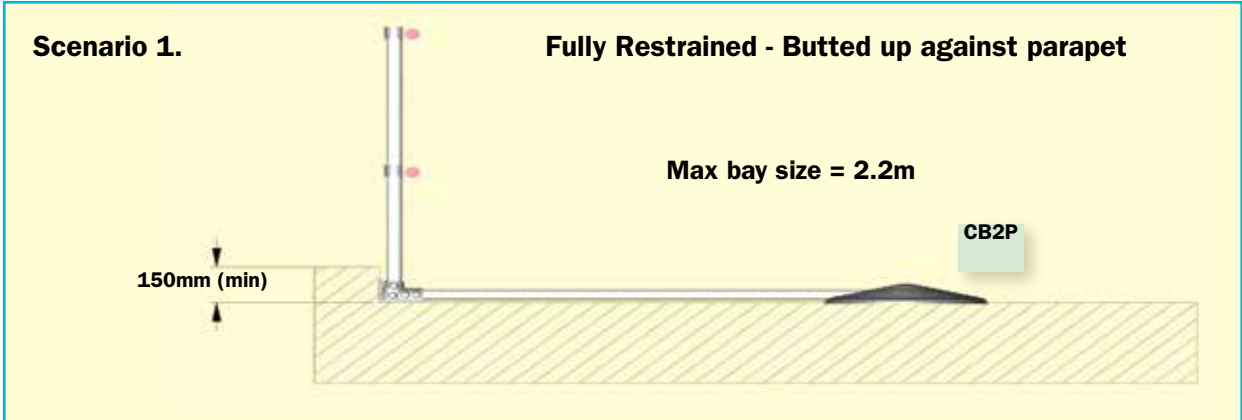 Scenario 1.
Fully Restrained - Butted up against parapet
Max bay size = 2.2m
CB2P
150mm (min)